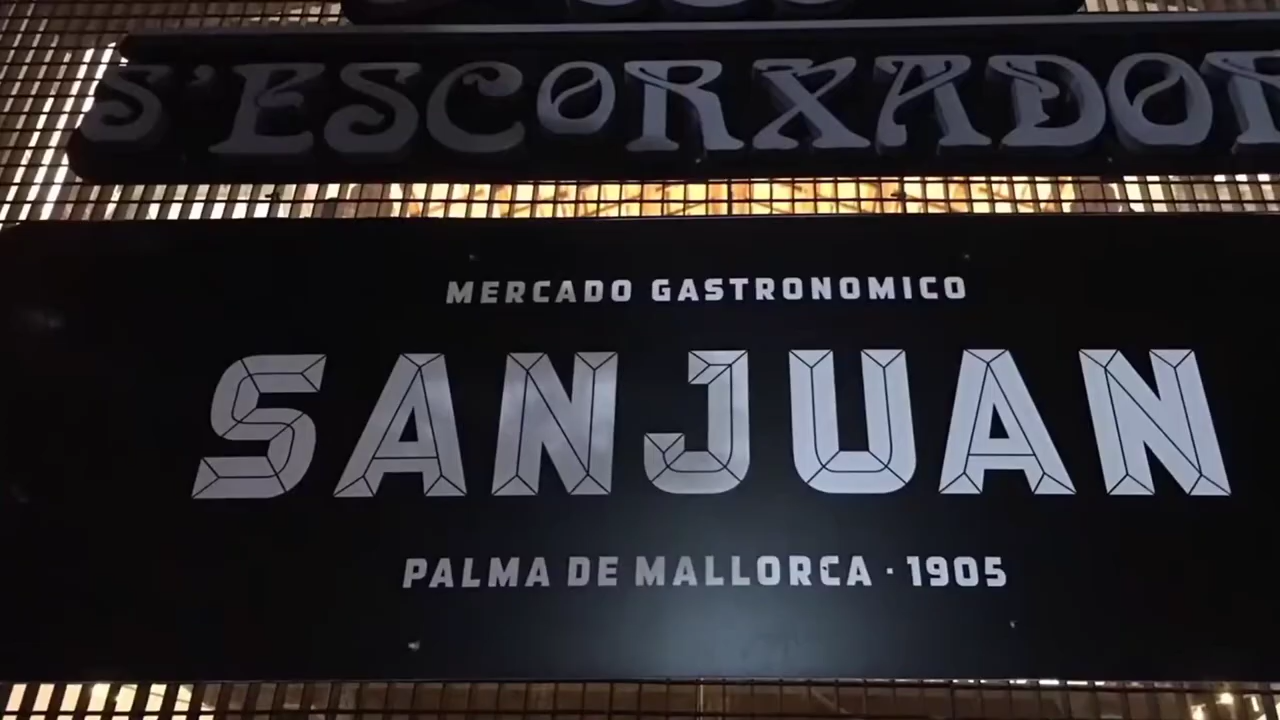 S'ESCORXADOR
MERCADO GASTRONOMICO
SANJUAN
PALMA DE MALLORCA · 1905